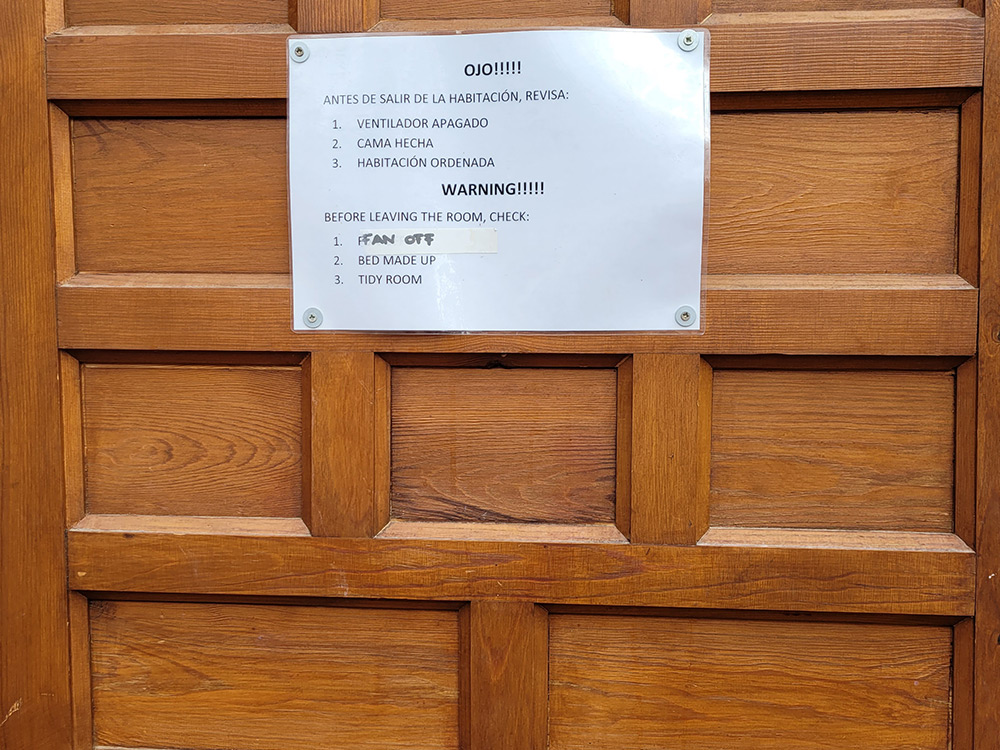 OJO!!!!!
ANTES DE SALIR DE LA HABITACIÓN, REVISA:
1. VENTILADOR APAGADO
2. CAMA HECHA
3. HABITACIÓN ORDENADA
WARNING!!!!!
BEFORE LEAVING THE ROOM, CHECK:
1. FAN OFF
2. BED MADE UP
3. TIDY ROOM